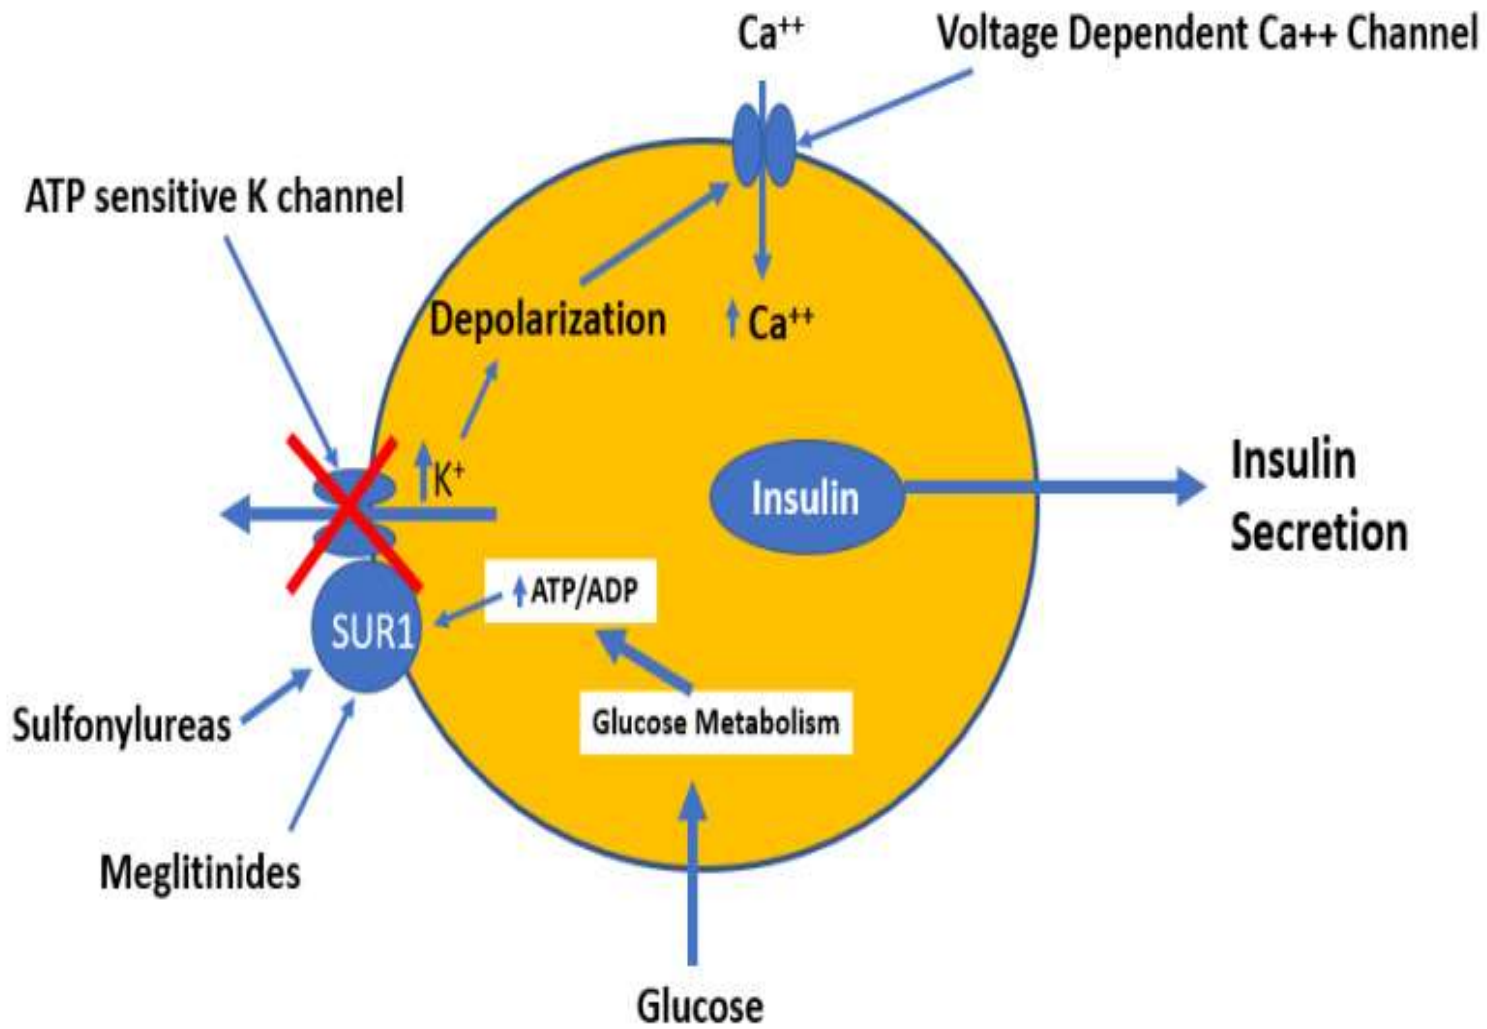 Ca⁺⁺
Voltage Dependent Ca++ Channel
ATP sensitive K channel
Depolarization
Ca⁺⁺
K⁺
Insulin
Insulin
Secretion
ATP/ADP
SUR1
Sulfonylureas
Glucose Metabolism
Meglitinides
Glucose